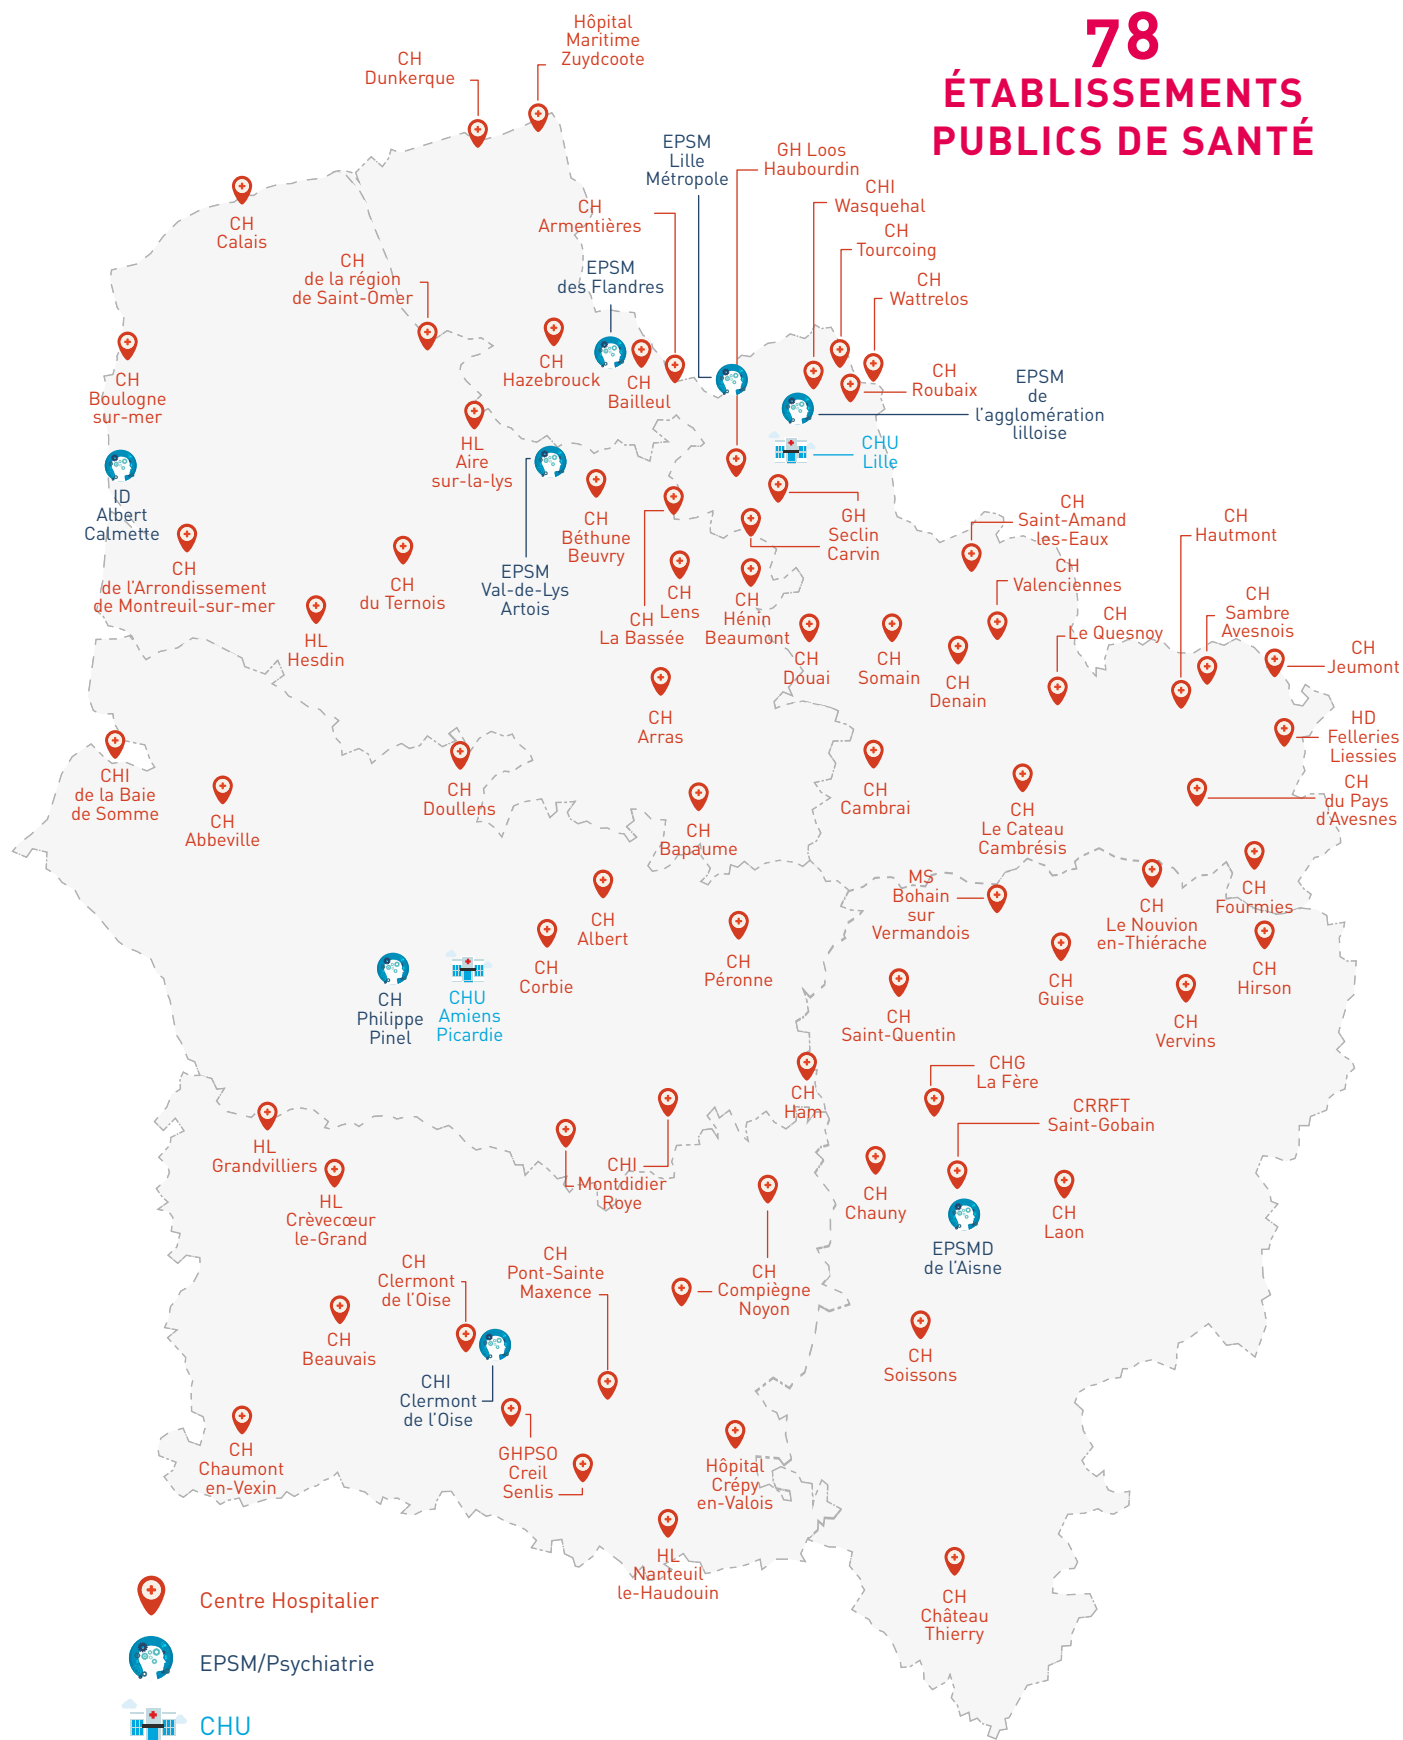 78
ÉTABLISSEMENTS
PUBLICS DE SANTÉ
Hôpital
Maritime
Zuydcoote
CH
Dunkerque
EPSM
Lille
Métropole
GH Loos
Haubourdin
CHI
Wasquehal
CH
Armentières
CH
Tourcoing
CH
Calais
CH
de la région
de Saint-Omer
EPSM
des Flandres
CH
Wattrelos
CH
Boulogne
sur-mer
CH
Hazebrouck
CH
Bailleul
CH
Roubaix
EPSM
de
l'agglomération
lilloise
HL
Aire
sur-la-lys
CHU
Lille
ID
Albert
Calmette
CH
Béthune
Beuvry
GH
Seclin
Carvin
CH
Saint-Amand
les-Eaux
CH
Hautmont
CH
de l'Arrondissement
de Montreuil-sur-mer
CH
du Ternois
EPSM
Val-de-Lys
Artois
CH
Lens
CH
La Bassée
CH
Hénin
Beaumont
CH
Valenciennes
CH
Le Quesnoy
CH
Sambre
Avesnois
HL
Hesdin
CH
Douai
CH
Somain
CH
Denain
CH
Jeumont
CH
Arras
HD
Felleries
Liessies
CHI
de la Baie
de Somme
CH
Abbeville
CH
Doullens
CH
Bapaume
CH
Cambrai
CH
Le Cateau
Cambrésis
CH
du Pays
d'Avesnes
MS
Bohain
sur
Vermandois
CH
Le Nouvion
en-Thiérache
CH
Fournies
CH
Albert
CH
Corbie
CH
Péronne
CH
Guise
CH
Hirson
CH
Philippe
Pinel
CHU
Amiens
Picardie
CH
Saint-Quentin
CH
Vervins
CH
Ham
CHG
La Fère
CRRFT
Saint-Gobain
HL
Grandvilliers
HL
Crèvecœur
le-Grand
CHI
Montdidier
Roye
CH
Chauny
CH
Laon
EPSMD
de l'Aisne
CH
Clermont
de l'Oise
CH
Pont-Sainte
Maxence
CH
Compiègne
Noyon
CH
Beauvais
CH
Soissons
CHI
Clermont
de l'Oise
CH
Chaumont
en-Vexin
GHPSO
Creil
Senlis
Hôpital
Crépy
en-Valois
HL
Nanteuil
le-Haudouin
CH
Château
Thierry
Centre Hospitalier
EPSM/Psychiatrie
CHU